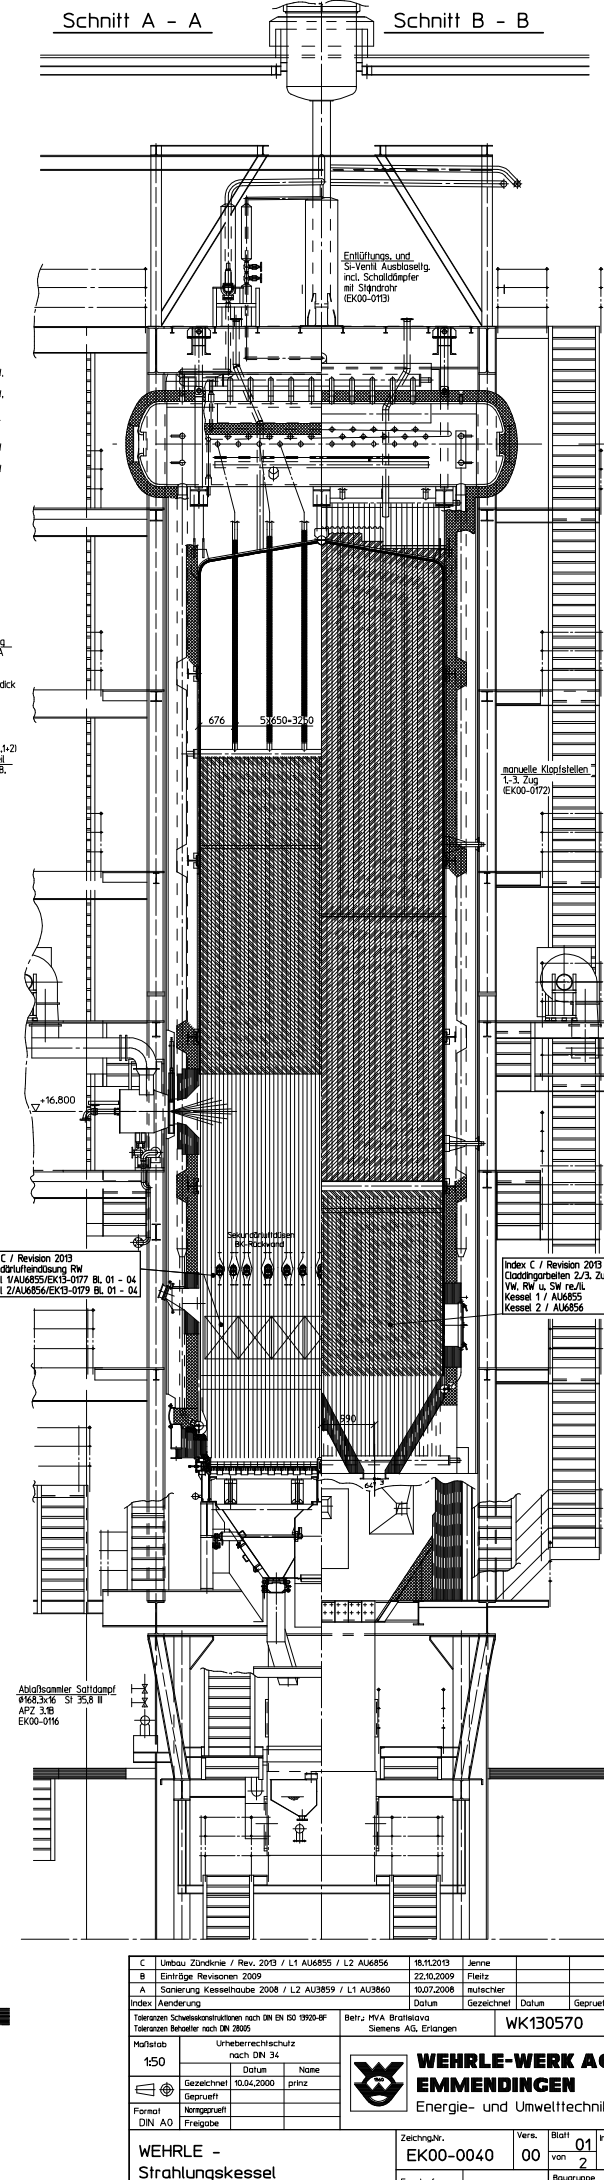 Schnitt A - A
Schnitt B - B
Entlüftungs. und
Si-Ventil Ausblaseltg.
incl. Schalldämpfer
mit Standrohr
(EK00-0113)
dick
676
5x650=3250
manuelle Klopfstellen
1.-3. Zug
(EK00-0172)
+16,800
Sekundärluftdüsen
BK-Rückwand
C / Revision 2013
därlufteindüsung RW
l 1/AU6855/EK13-0177 Bl. 01 - 04
l 2/AU6856/EK13-0179 Bl. 01 - 04
Index C / Revision 2013
Claddingarbeiten 2./3. Zu
VW, RW u. SW re./li.
Kessel 1 / AU6855
Kessel 2 / AU6856
590
Ablaßsammler Sattdampf
Ø168,3x16 St 35,8 II
APZ 3.1B
EK00-0116
C Umbau Zündknie / Rev. 2013 / L1 AU6855 / L2 AU6856 18.11.2013 Jenne
B Einträge Revisonen 2009 22.10.2009 Fleitz
A Sanierung Kesselhaube 2008 / L2 AU3859 / L1 AU3860 10.07.2008 mutschler
Index Aenderung Datum Gezeichnet Datum Geprueft
Toleranzen Schweisskonstruktionen nach DIN EN ISO 13920-BF
Toleranzen Behaelter nach DIN 28005
Betr.: MVA Bratislava
Siemens AG, Erlangen
WK130570
Maßstab
1:50
Urheberrechtschutz
nach DIN 34
Datum Name
Gezeichnet 10.04.2000 prinz
Geprueft
Format
DIN A0
Normgeprueft
Freigabe
WEHRLE-WERK AG
EMMENDINGEN
Energie- und Umwelttechnik
WEHRLE -
Strahlungskessel
Zeichng.Nr.
EK00-0040
Vers.
00
Blatt 01
von 2
Baugruppe